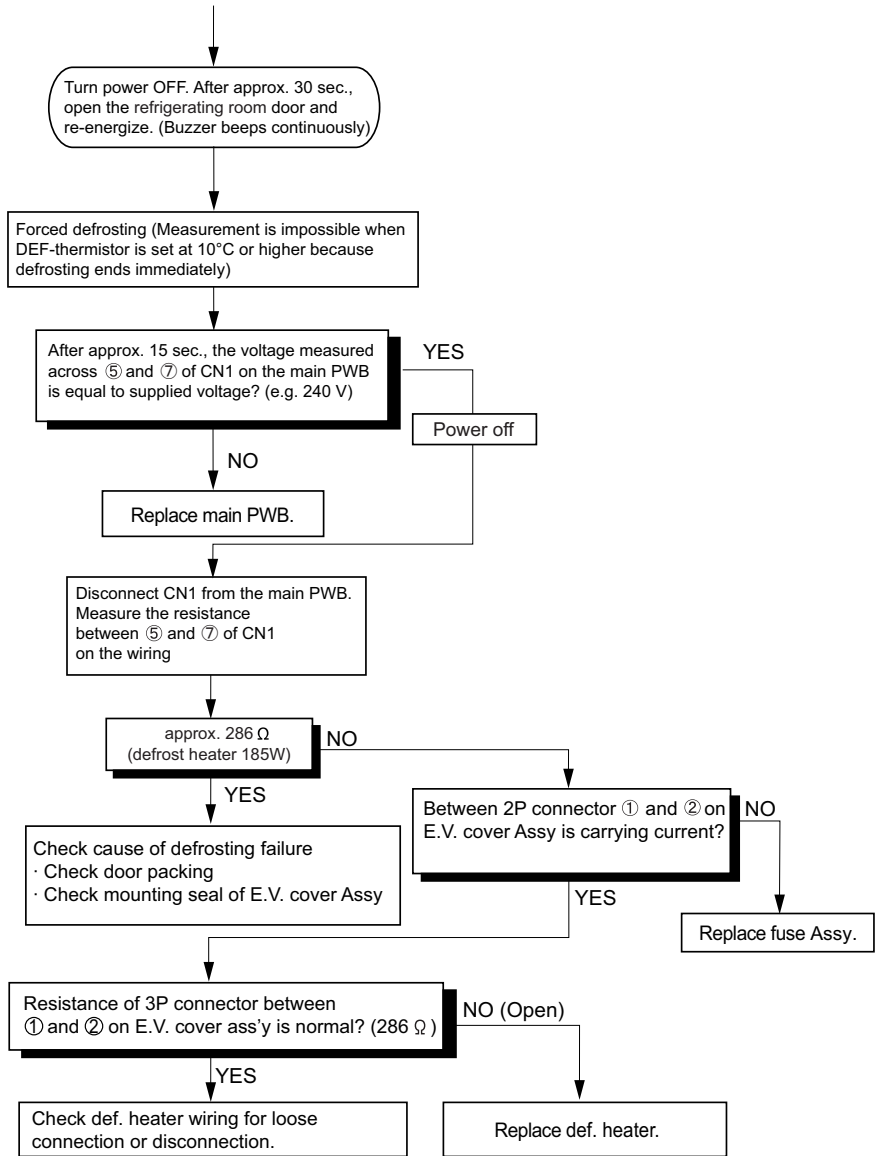 Turn power OFF. After approx. 30 sec.,
open the refrigerating room door and
re-energize. (Buzzer beeps continuously)
Forced defrosting (Measurement is impossible when
DEF-thermistor is set at 10°C or higher because
defrosting ends immediately)
After approx. 15 sec., the voltage measured
across ⑤ and ⑦ of CN1 on the main PWB
is equal to supplied voltage? (e.g. 240 V)
YES
Power off
NO
Replace main PWB.
Disconnect CN1 from the main PWB.
Measure the resistance
between ⑤ and ⑦ of CN1
on the wiring
approx. 286 Ω
(defrost heater 185W)
NO
YES
Between 2P connector ① and ② on
E.V. cover Assy is carrying current?
NO
Check cause of defrosting failure
· Check door packing
· Check mounting seal of E.V. cover Assy
YES
Replace fuse Assy.
Resistance of 3P connector between
① and ② on E.V. cover ass'y is normal? (286 Ω )
NO (Open)
YES
Check def. heater wiring for loose
connection or disconnection.
Replace def. heater.